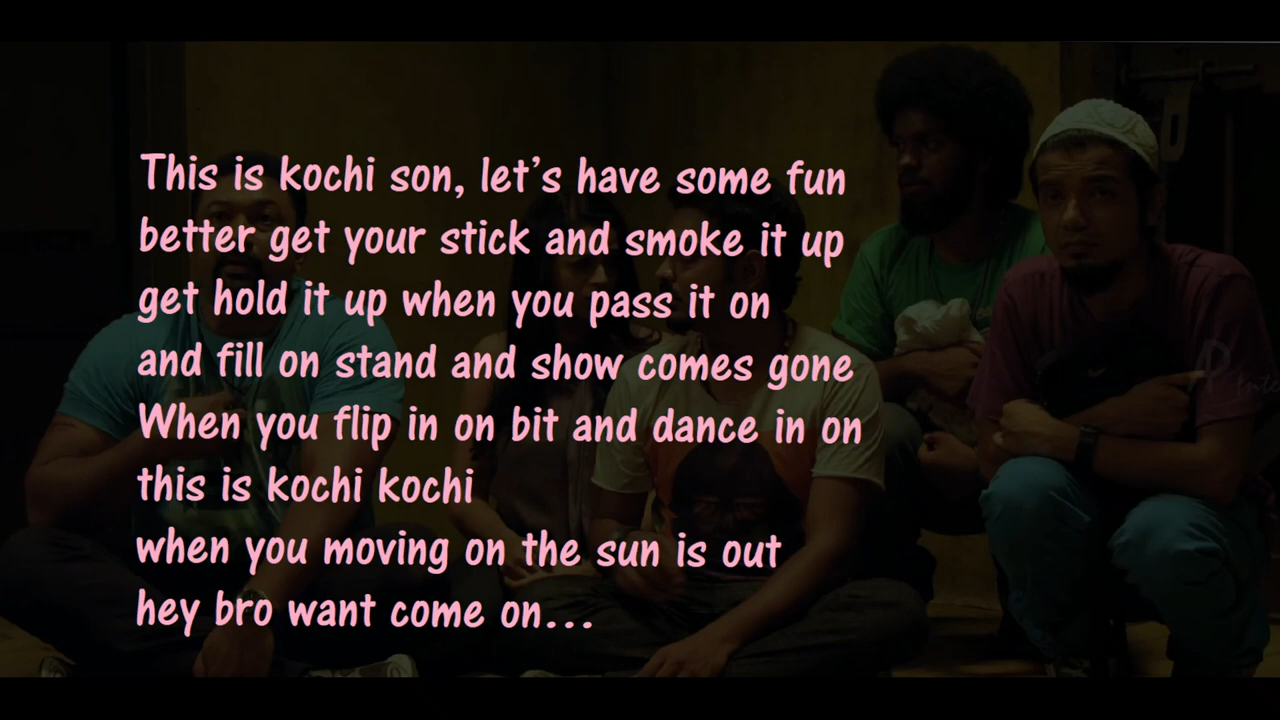 This is kochi son, let's have some fun
better get your stick and smoke it up
get hold it up when you pass it on
and fill on stand and show comes gone
When you flip in on bit and dance in on
this is kochi kochi
when you moving on the sun is out
hey bro want come on...